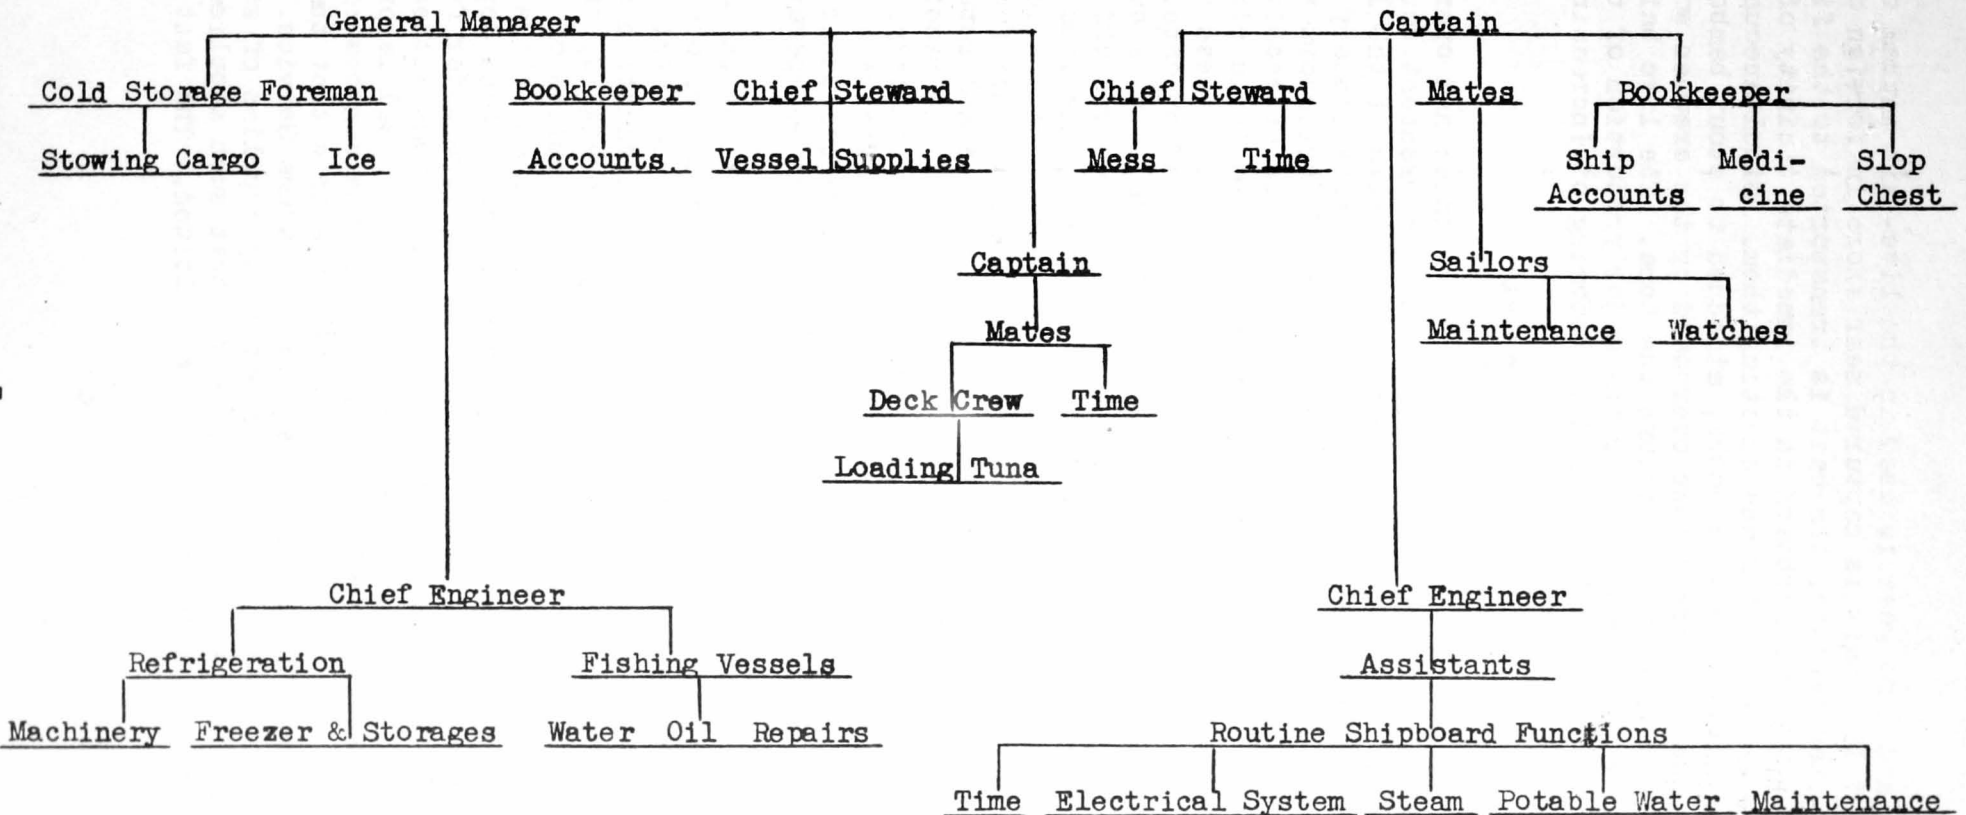 General Manager
Captain
Cold Storage Foreman
Bookkeeper
Chief Steward
Chief Steward
Mates
Bookkeeper
Stowing Cargo
Ice
Accounts
Vessel Supplies
Mess
Time
Ship
Accounts
Medi-
cine
Slop
Chest
Captain
Sailors
Mates
Maintenance
Watches
Deck Crew
Time
Loading Tuna
Chief Engineer
Chief Engineer
Refrigeration
Fishing Vessels
Assistants
Machinery
Freezer & Storages
Water Oil Repairs
Routine Shipboard Functions
Time
Electrical System
Steam
Potable Water
Maintenance